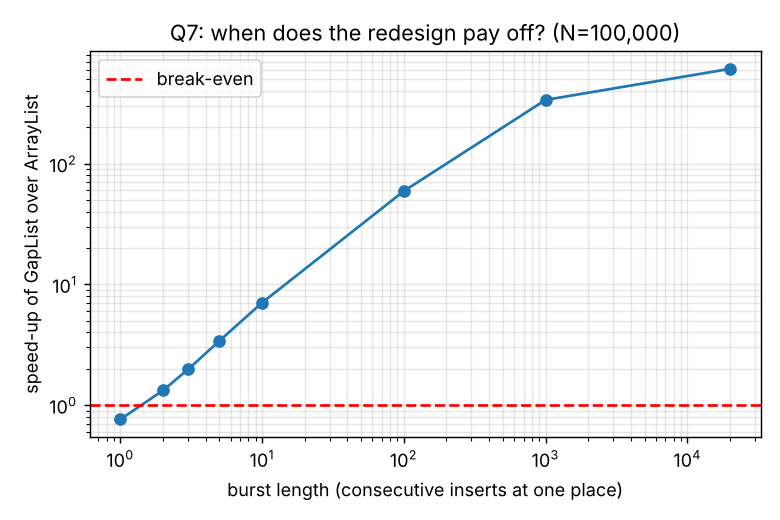 Q7: when does the redesign pay off? (N=100,000)
break-even
speed-up of GapList over ArrayList
10²
10¹
10⁰
10⁰
10¹
10²
10³
10⁴
burst length (consecutive inserts at one place)